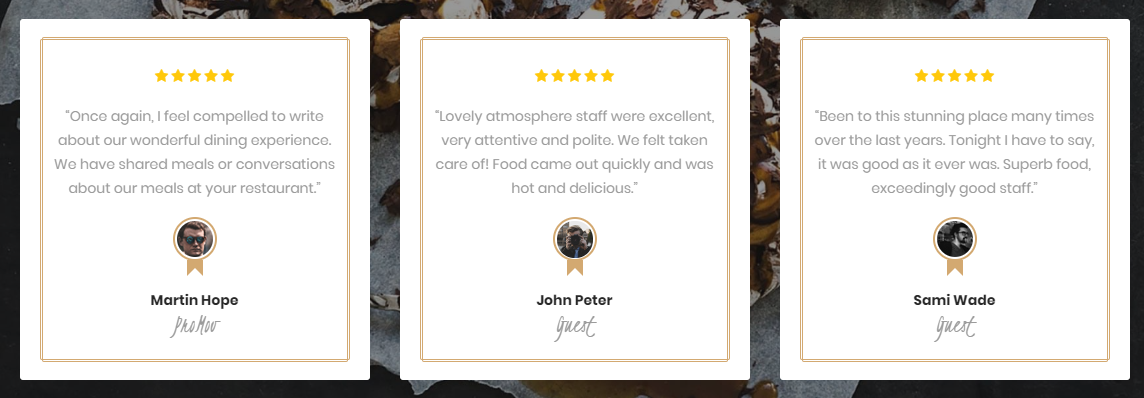 “Once again, I feel compelled to write
about our wonderful dining experience.
We have shared meals or conversations
about our meals at your restaurant.”
Martin Hope
ProMov
“Lovely atmosphere staff were excellent,
very attentive and polite. We felt taken
care of! Food came out quickly and was
hot and delicious.”
John Peter
Guest
“Been to this stunning place many times
over the last years. Tonight I have to say,
it was good as it ever was. Superb food,
exceedingly good staff.”
Sami Wade
Guest